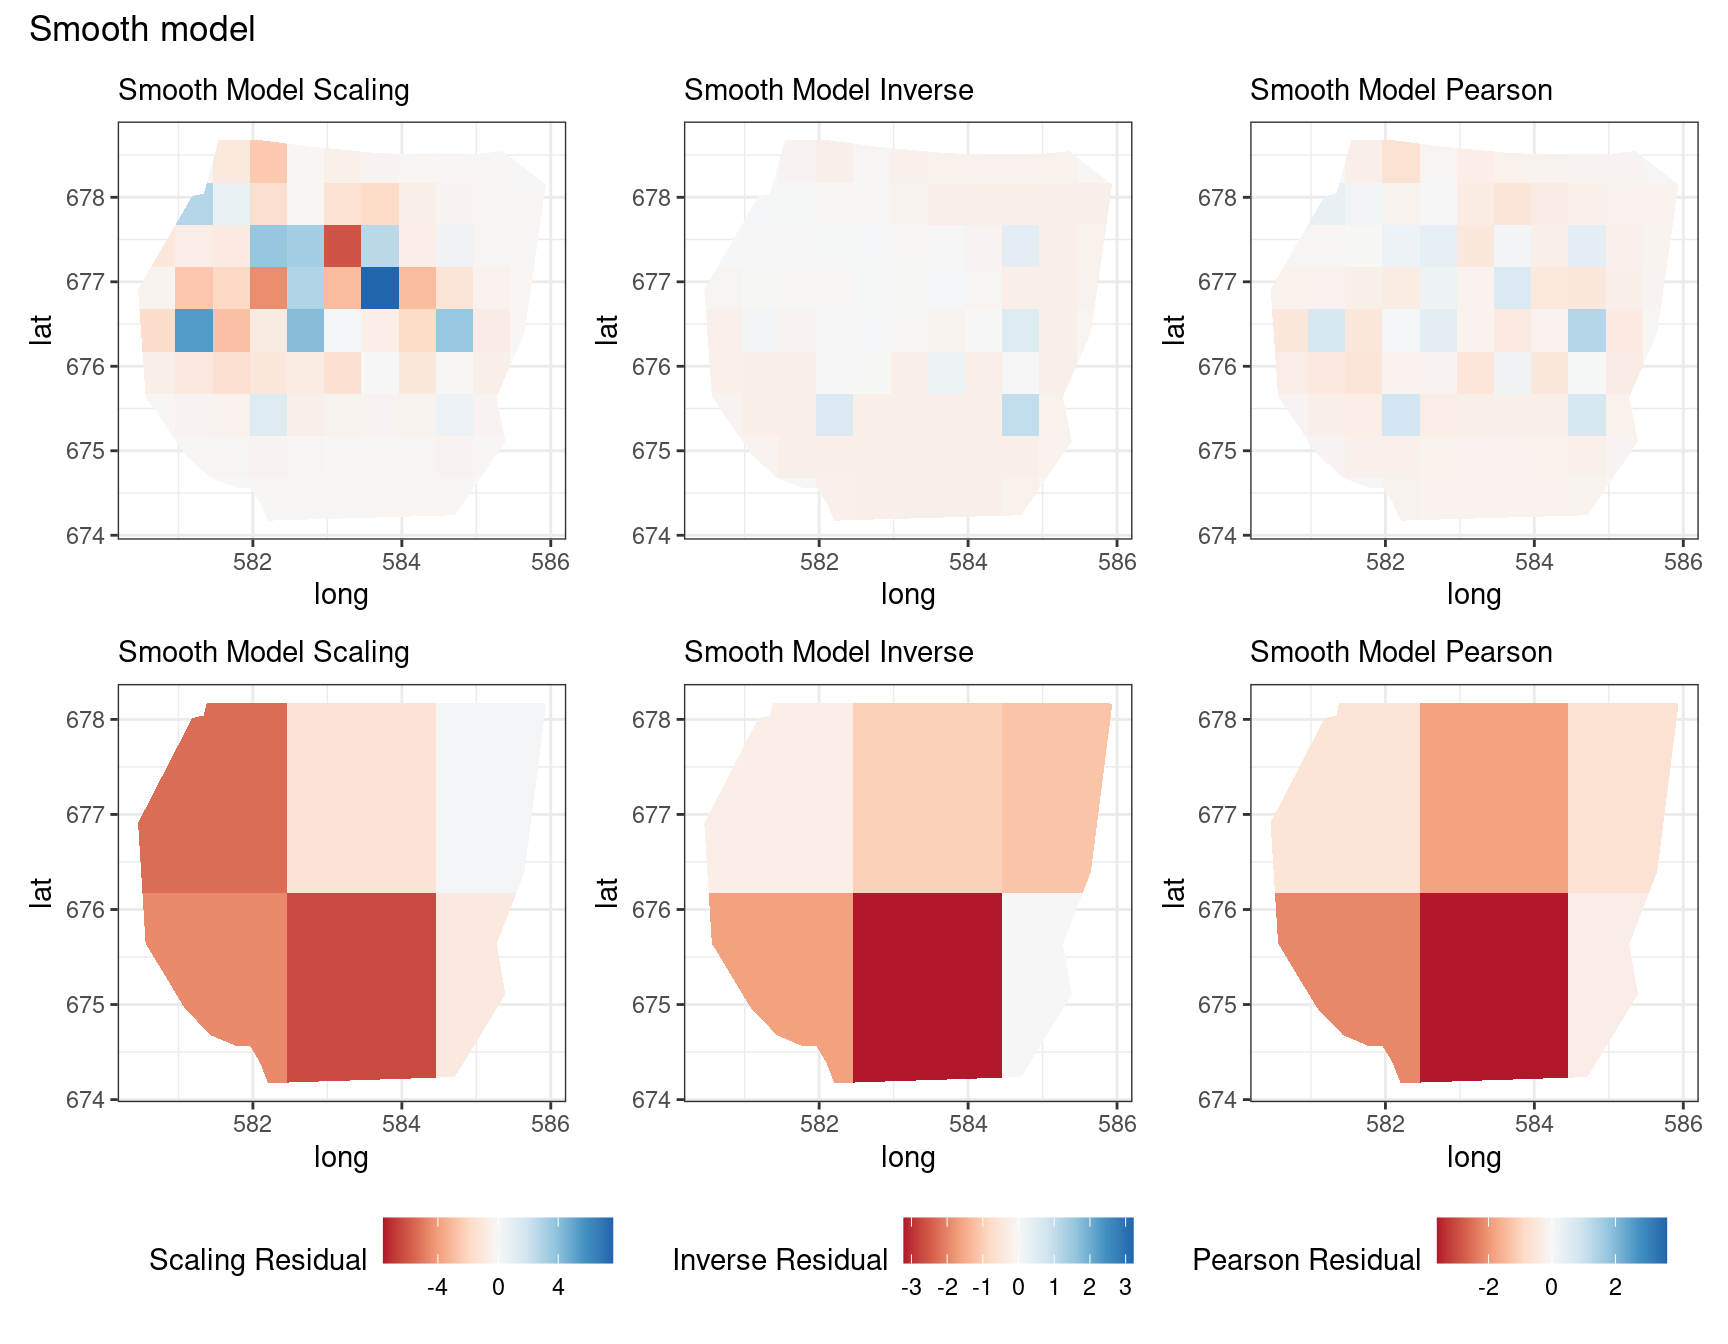 Smooth model
Smooth Model Scaling
Smooth Model Inverse
Smooth Model Pearson
678
677
676
675
674
lat
582
584
586
long
678
677
676
675
674
lat
582
584
586
long
678
677
676
675
674
lat
582
584
586
long
Smooth Model Scaling
Smooth Model Inverse
Smooth Model Pearson
678
677
676
675
674
lat
582
584
586
long
678
677
676
675
674
lat
582
584
586
long
678
677
676
675
674
lat
582
584
586
long
Scaling Residual
-4 0 4
Inverse Residual
-3 -2 -1 0 1 2 3
Pearson Residual
-2 0 2